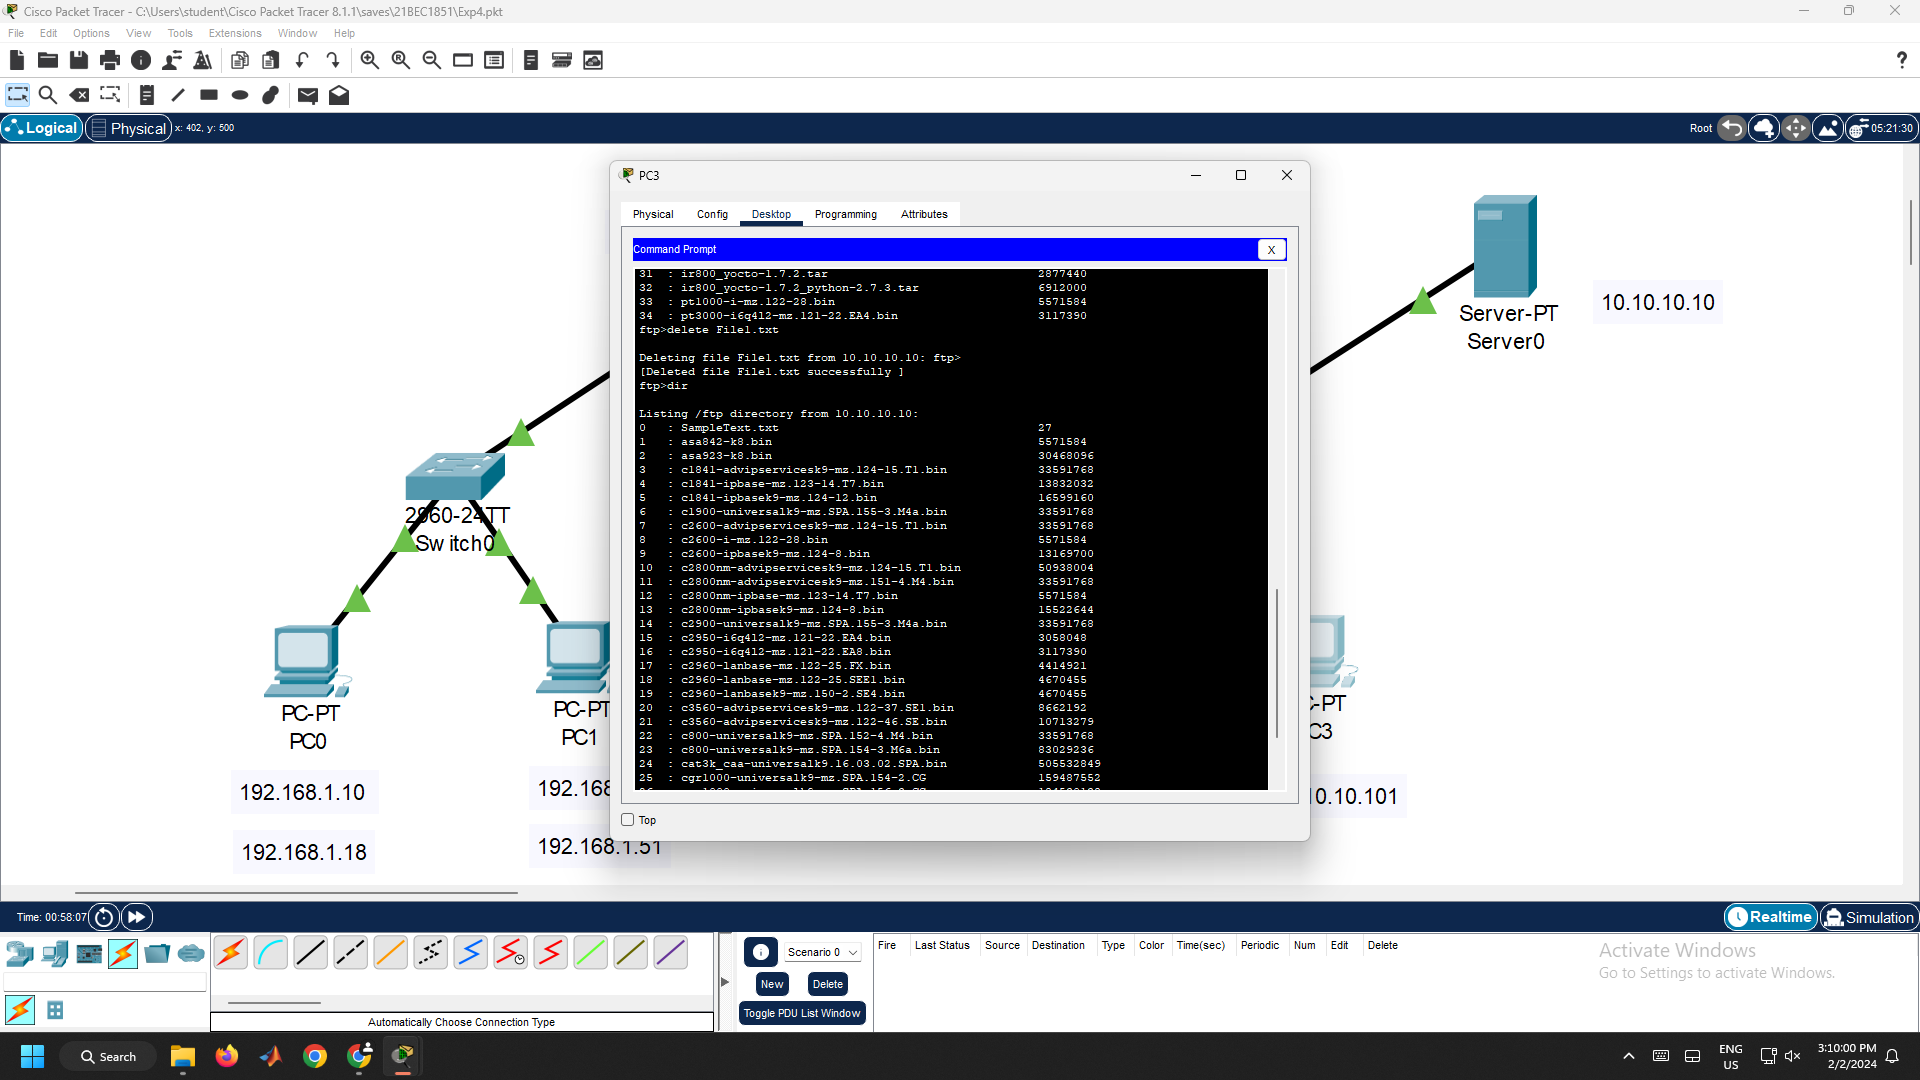 Cisco Packet Tracer - C:\Users\student\Cisco Packet Tracer 8.1.1\saves\21BEC1851\Exp4.pkt
File Edit Options View Tools Extensions Window Help
?
Logical Physical x: 402, y: 500 Root 05:21:30
PC3
Physical Config Desktop Programming Attributes
Command Prompt X
31 : ir800_yocto-1.7.2.tar 2877440
32 : ir800_yocto-1.7.2_python-2.7.3.tar 6912000
33 : pt1000-i-mz.122-28.bin 5571584
34 : pt3000-i6q4l2-mz.121-22.EA4.bin 3117390
ftp>delete File1.txt
Deleting file File1.txt from 10.10.10.10: ftp>
[Deleted file File1.txt successfully ]
ftp>dir
Listing /ftp directory from 10.10.10.10:
0 : SampleText.txt 27
1 : asa842-k8.bin 5571584
2 : asa923-k8.bin 30468096
3 : c1841-advipservicesk9-mz.124-15.T1.bin 33591768
4 : c1841-ipbase-mz.123-14.T7.bin 13832032
5 : c1841-ipbasek9-mz.124-12.bin 16599160
6 : c1900-universalk9-mz.SPA.155-3.M4a.bin 33591768
7 : c2600-advipservicesk9-mz.124-15.T1.bin 33591768
8 : c2600-i-mz.122-28.bin 5571584
9 : c2600-ipbasek9-mz.124-8.bin 13169700
10 : c2800nm-advipservicesk9-mz.124-15.T1.bin 50938004
11 : c2800nm-advipservicesk9-mz.151-4.M4.bin 33591768
12 : c2800nm-ipbase-mz.123-14.T7.bin 5571584
13 : c2800nm-ipbasek9-mz.124-8.bin 15522644
14 : c2900-universalk9-mz.SPA.155-3.M4a.bin 33591768
15 : c2950-i6q4l2-mz.121-22.EA4.bin 3058048
16 : c2950-i6q4l2-mz.121-22.EA8.bin 3117390
17 : c2960-lanbase-mz.122-25.FX.bin 4414921
18 : c2960-lanbase-mz.122-25.SEE1.bin 4670455
19 : c2960-lanbasek9-mz.150-2.SE4.bin 4670455
20 : c3560-advipservicesk9-mz.122-37.SE1.bin 8662192
21 : c3560-advipservicesk9-mz.122-46.SE.bin 10713279
22 : c800-universalk9-mz.SPA.152-4.M4.bin 33591768
23 : c800-universalk9-mz.SPA.154-3.M6a.bin 83029236
24 : cat3k_caa-universalk9.16.03.02.SPA.bin 505532849
25 : cgr1000-universalk9-mz.SPA.154-2.CG 159487552
Top
Server-PT
Server0
10.10.10.10
2960-24TT
Switch0
PC-PT
PC0
192.168.1.10
192.168.1.18
PC-PT
PC1
192.168
192.168.1.51
-PT
C3
0.10.101
Time: 00:58:07 Realtime Simulation
Automatically Choose Connection Type
Scenario 0
New Delete
Toggle PDU List Window
Fire Last Status Source Destination Type Color Time(sec) Periodic Num Edit Delete
Activate Windows
Go to Settings to activate Windows.
Search
ENG
US
3:10:00 PM
2/2/2024